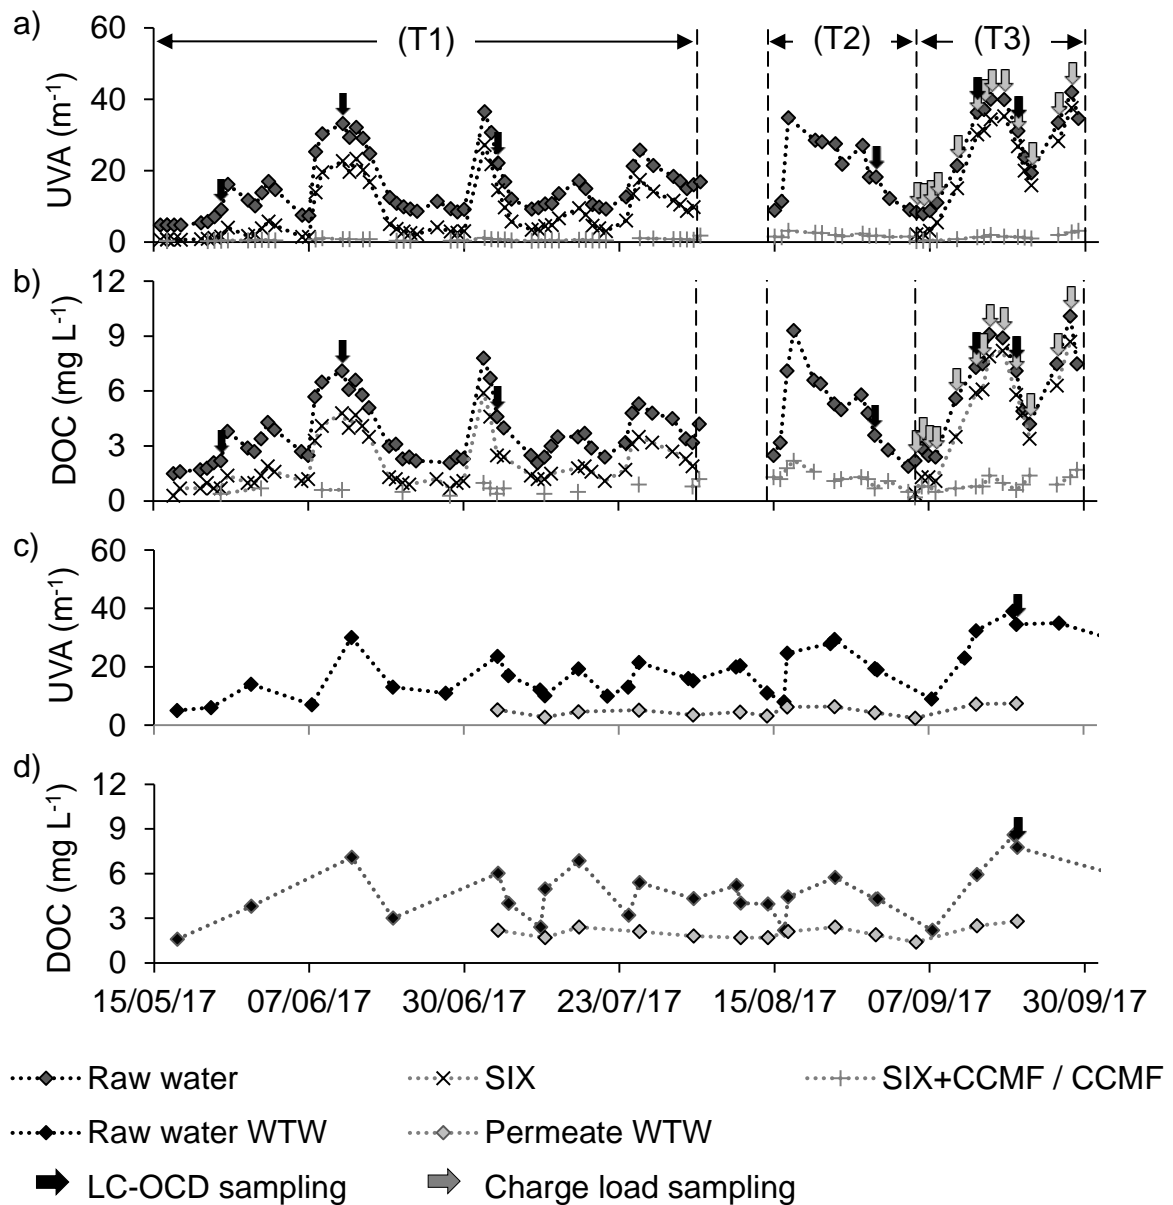 a)
60
40
20
0
UVA (m-1)
(T1)
(T2)
(T3)
b)
12
9
6
3
0
DOC (mg L-1)
c)
60
40
20
0
UVA (m-1)
d)
12
9
6
3
0
DOC (mg L-1)
15/05/17 07/06/17 30/06/17 23/07/17 15/08/17 07/09/17 30/09/17
Raw water SIX SIX+CCMF / CCMF
Raw water WTW Permeate WTW
LC-OCD sampling Charge load sampling